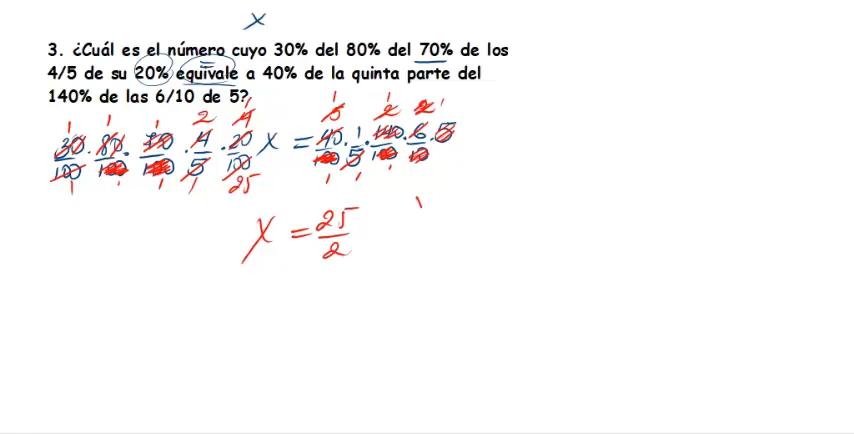 x
3. ¿Cuál es el número cuyo 30% del 80% del 70% de los
4/5 de su 20% equivale a 40% de la quinta parte del
140% de las 6/10 de 5?
30/100 · 80/100 · 70/100 · 4/5 · 20/100 x = 40/100 · 1/5 · 140/100 · 6/10 · 5
25
x = 25/2